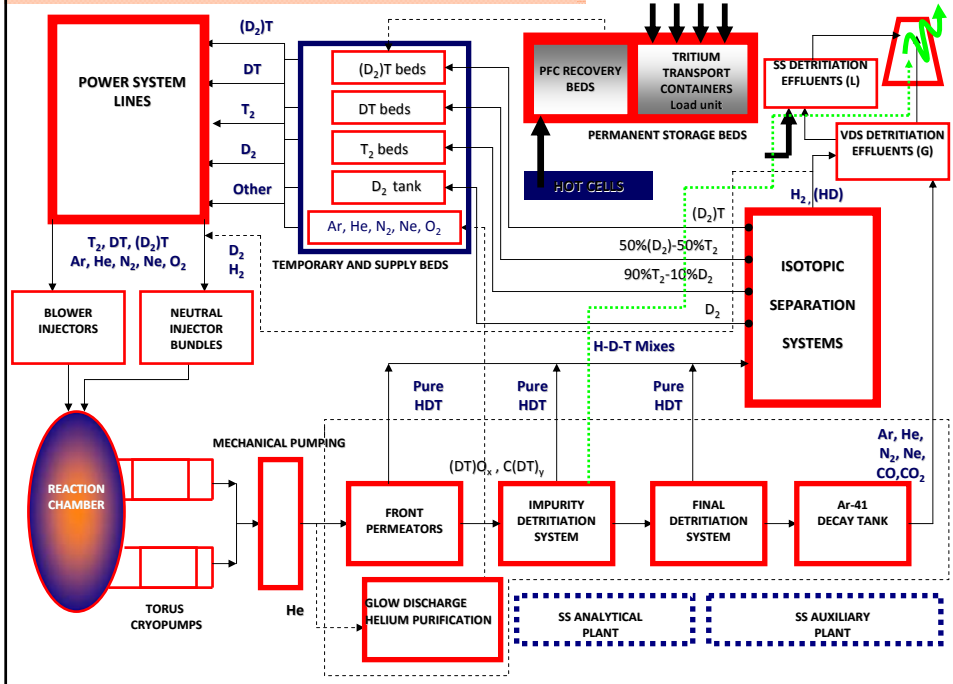 (D₂)T
DT
T₂
D₂
Other
POWER SYSTEM
LINES
(D₂)T beds
DT beds
T₂ beds
D₂ tank
Ar, He, N₂, Ne, O₂
TEMPORARY AND SUPPLY BEDS
PFC RECOVERY
BEDS
TRITIUM
TRANSPORT
CONTAINERS
Load unit
PERMANENT STORAGE BEDS
HOT CELLS
SS DETRITIATION
EFFLUENTS (L)
VDS DETRITIATION
EFFLUENTS (G)
H₂, (HD)
(D₂)T
50%(D₂)-50%T₂
90%T₂-10%D₂
D₂
ISOTOPIC
SEPARATION
SYSTEMS
T₂, DT, (D₂)T
Ar, He, N₂, Ne, O₂
D₂
H₂
BLOWER
INJECTORS
NEUTRAL
INJECTOR
BUNDLES
H-D-T Mixes
Pure
HDT
Pure
HDT
Pure
HDT
Ar, He,
N₂, Ne,
CO,CO₂
MECHANICAL PUMPING
(DT)Oₓ , C(DT)ᵧ
REACTION
CHAMBER
FRONT
PERMEATORS
IMPURITY
DETRITIATION
SYSTEM
FINAL
DETRITIATION
SYSTEM
Ar-41
DECAY TANK
TORUS
CRYOPUMPS
He
GLOW DISCHARGE
HELIUM PURIFICATION
SS ANALYTICAL
PLANT
SS AUXILIARY
PLANT